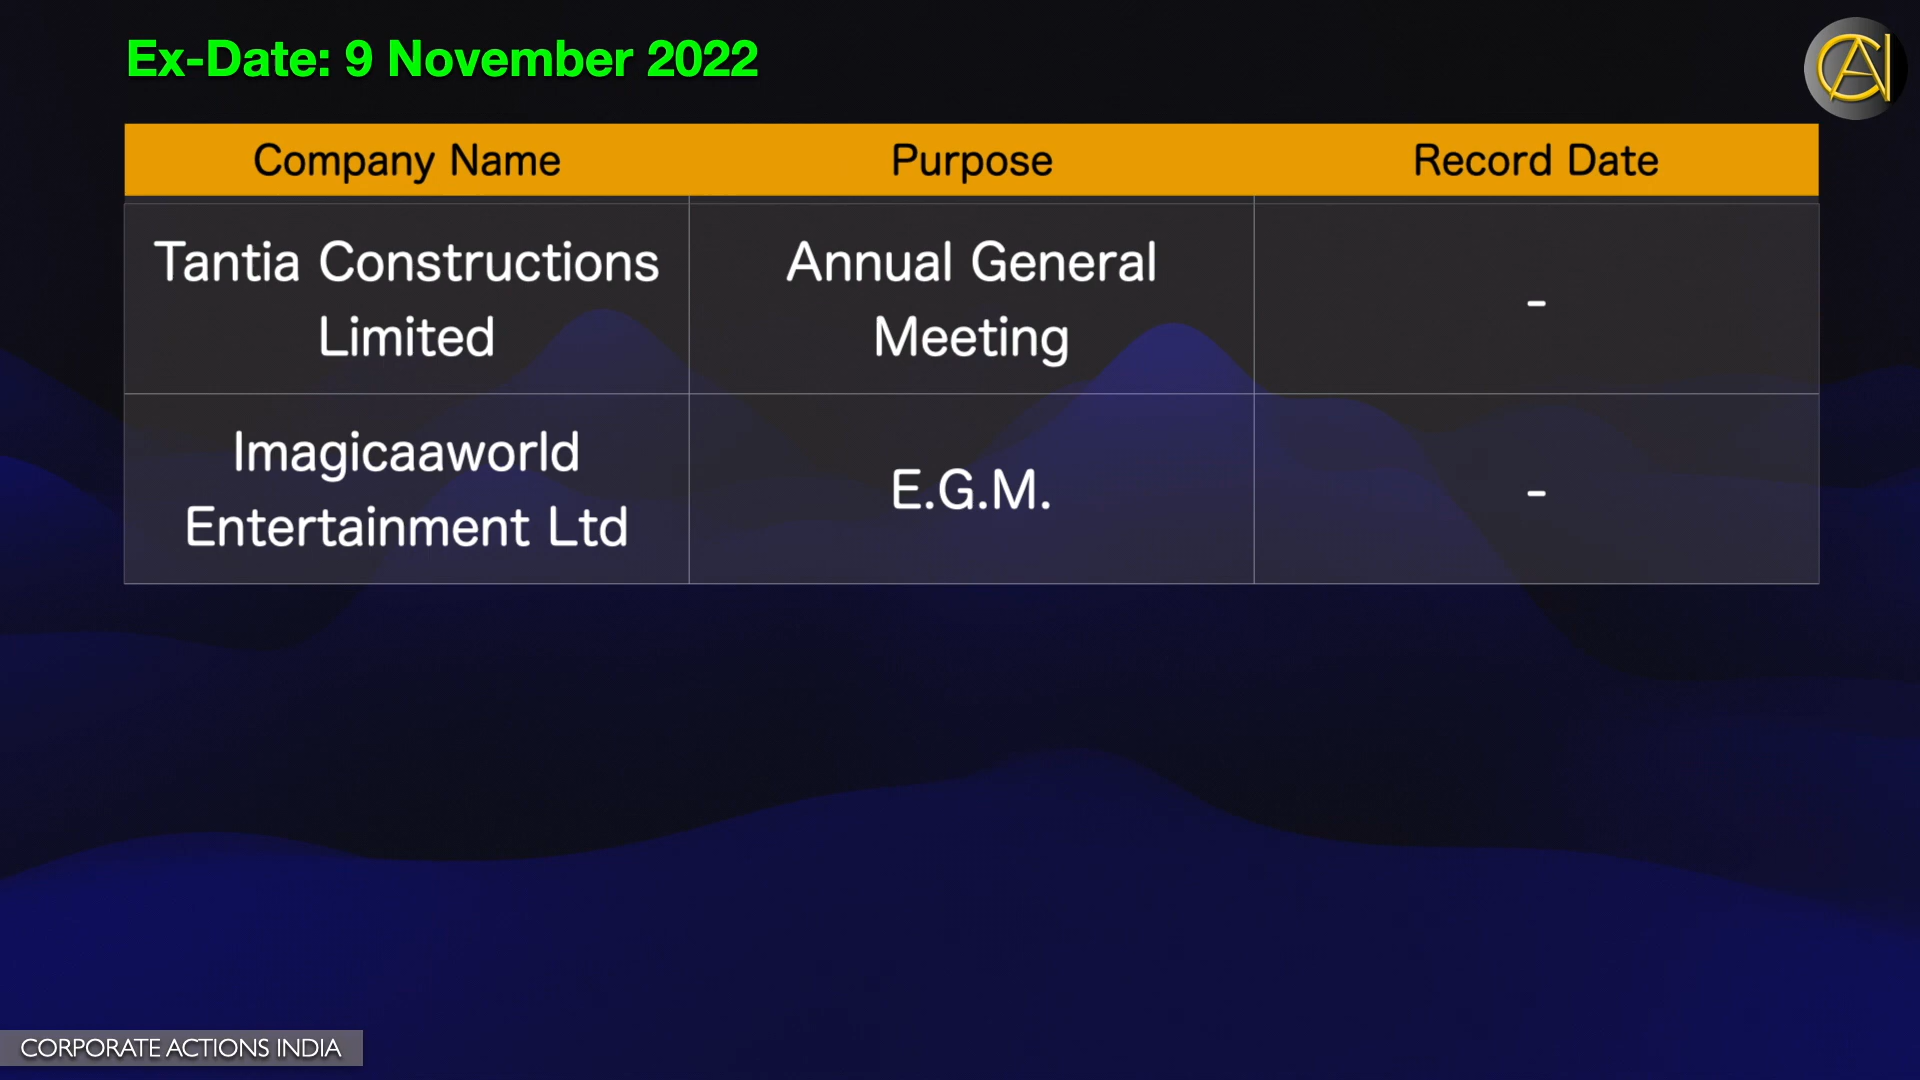 Ex-Date: 9 November 2022
CAI
Company Name Purpose Record Date
Tantia Constructions
Limited
Annual General
Meeting
-
Imagicaaworld
Entertainment Ltd
E.G.M.
-
CORPORATE ACTIONS INDIA